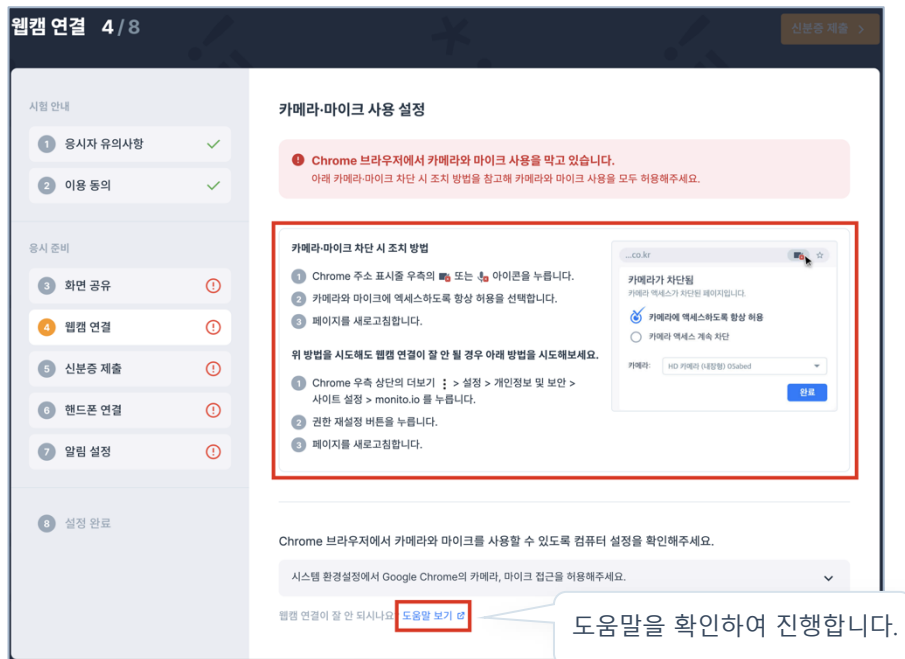 웹캠 연결 4/8
신분증 제출 >
시험 안내
1 응시자 유의사항
2 이용 동의
응시 준비
3 화면 공유
4 웹캠 연결
5 신분증 제출
6 핸드폰 연결
7 알림 설정
8 설정 완료
카메라·마이크 사용 설정
Chrome 브라우저에서 카메라와 마이크 사용을 막고 있습니다.
아래 카메라·마이크 차단 시 조치 방법을 참고해 카메라와 마이크 사용을 모두 허용해주세요.
카메라·마이크 차단 시 조치 방법
1 Chrome 주소 표시줄 우측의 또는 아이콘을 누릅니다.
2 카메라와 마이크에 엑세스하도록 항상 허용을 선택합니다.
3 페이지를 새로고침합니다.
위 방법을 시도해도 웹캠 연결이 잘 안 될 경우 아래 방법을 시도해보세요.
1 Chrome 우측 상단의 더보기 ⋮ > 설정 > 개인정보 및 보안 >
사이트 설정 > monito.io 를 누릅니다.
2 권한 재설정 버튼을 누릅니다.
3 페이지를 새로고침합니다.
...co.kr
카메라가 차단됨
카메라 액세스가 차단된 페이지입니다.
카메라에 액세스하도록 항상 허용
카메라 액세스 계속 차단
카메라: HD 카메라 (내장형) 05abed
완료
Chrome 브라우저에서 카메라와 마이크를 사용할 수 있도록 컴퓨터 설정을 확인해주세요.
시스템 환경설정에서 Google Chrome의 카메라, 마이크 접근을 허용해주세요.
웹캠 연결이 잘 안 되시나요 도움말 보기
도움말을 확인하여 진행합니다.